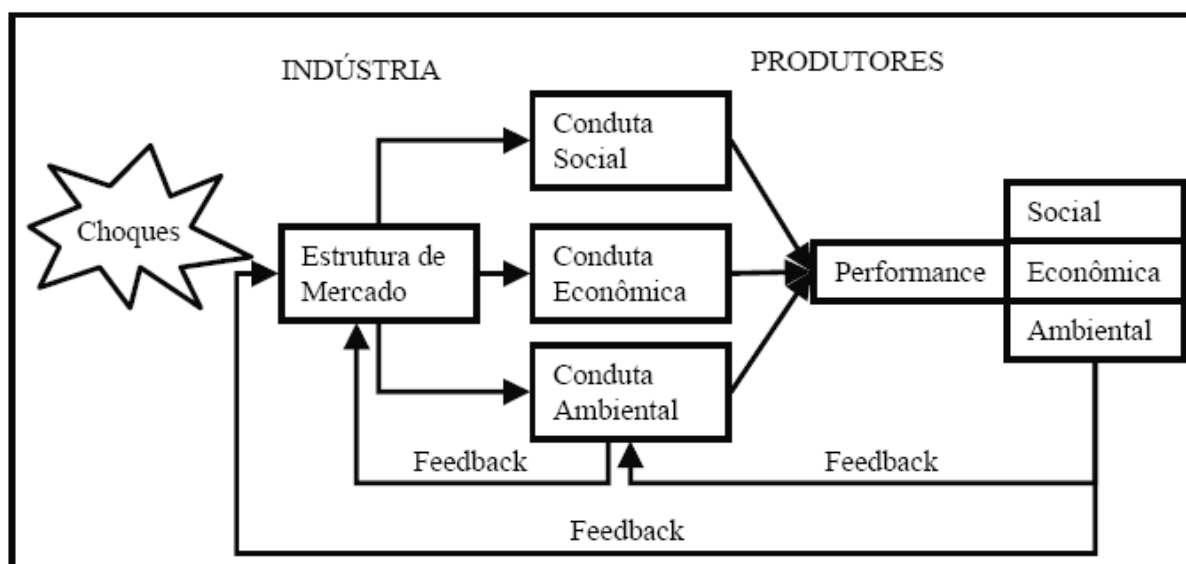 INDÚSTRIA
PRODUTORES
Choques
Estrutura de
Mercado
Conduta
Social
Conduta
Econômica
Conduta
Ambiental
Performance
Social
Econômica
Ambiental
Feedback
Feedback
Feedback